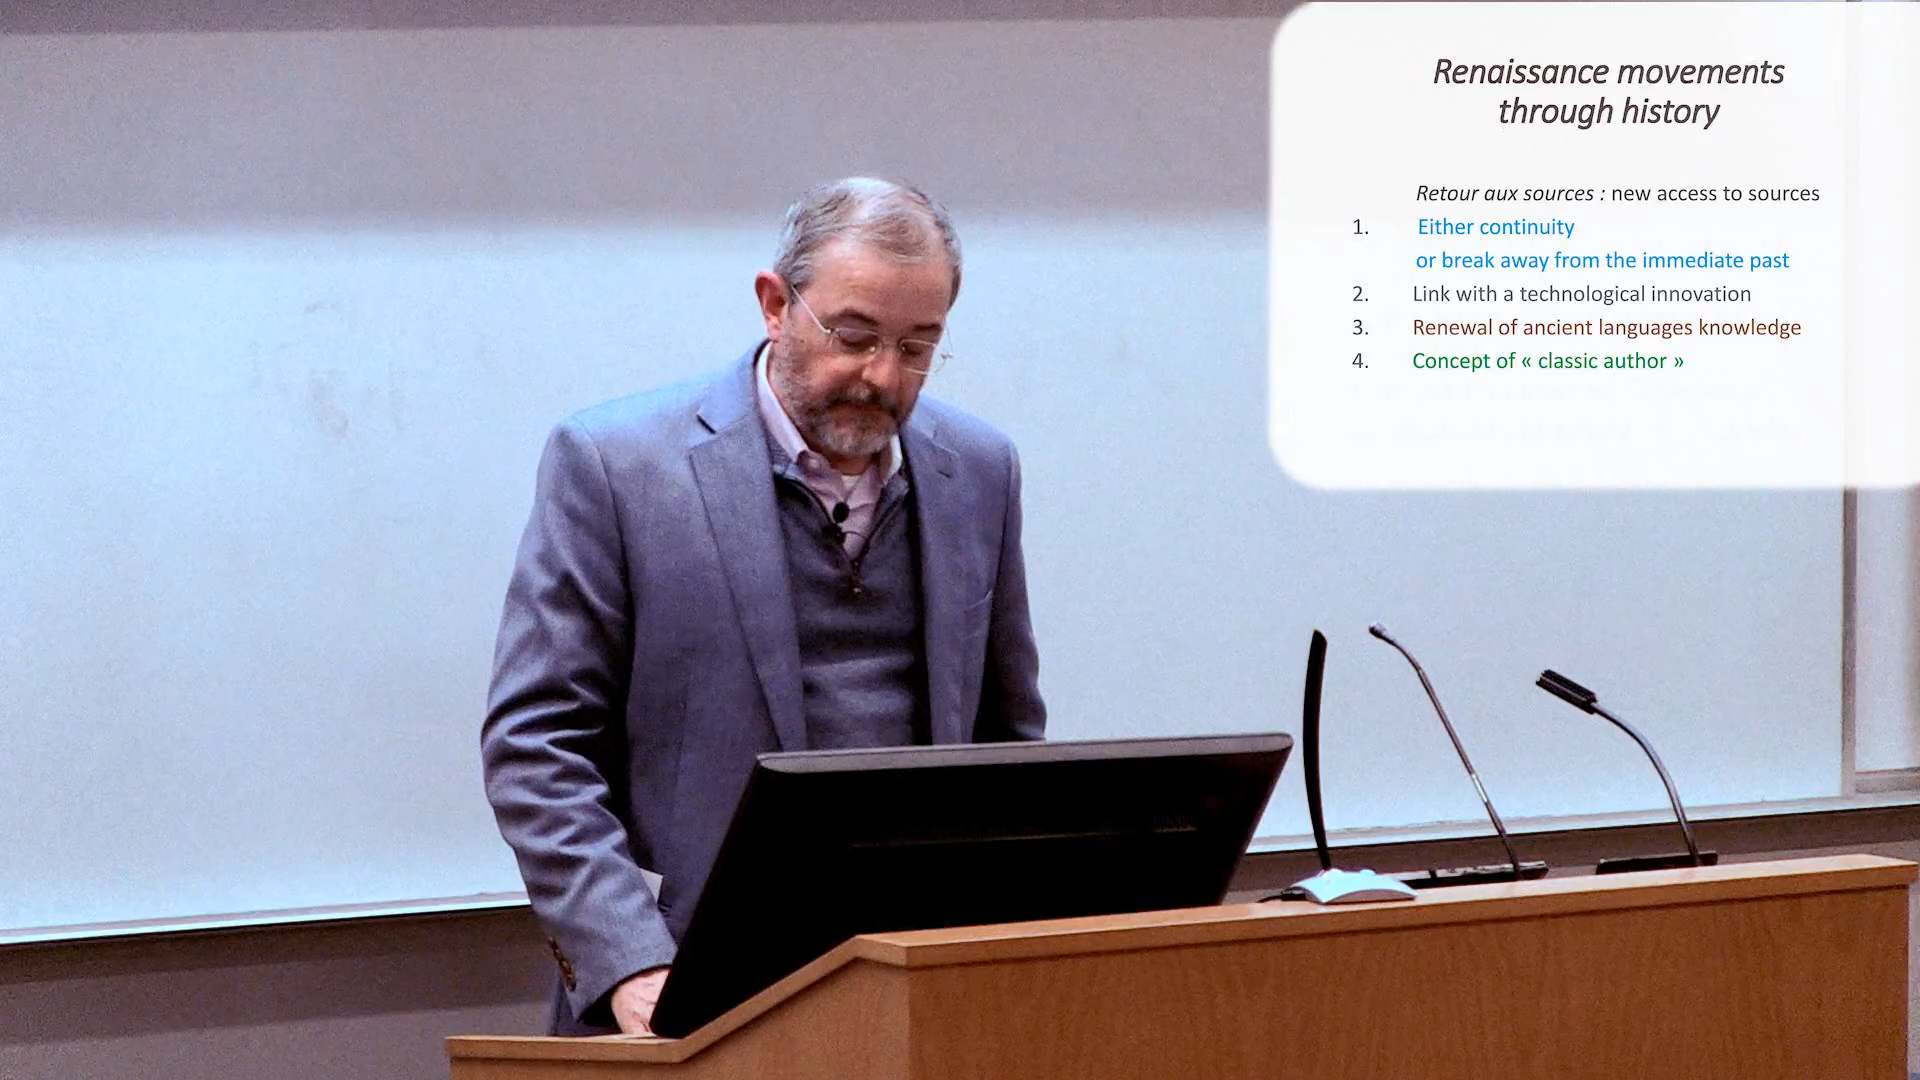 Renaissance movements
through history
Retour aux sources : new access to sources
1. Either continuity
or break away from the immediate past
2. Link with a technological innovation
3. Renewal of ancient languages knowledge
4. Concept of « classic author »